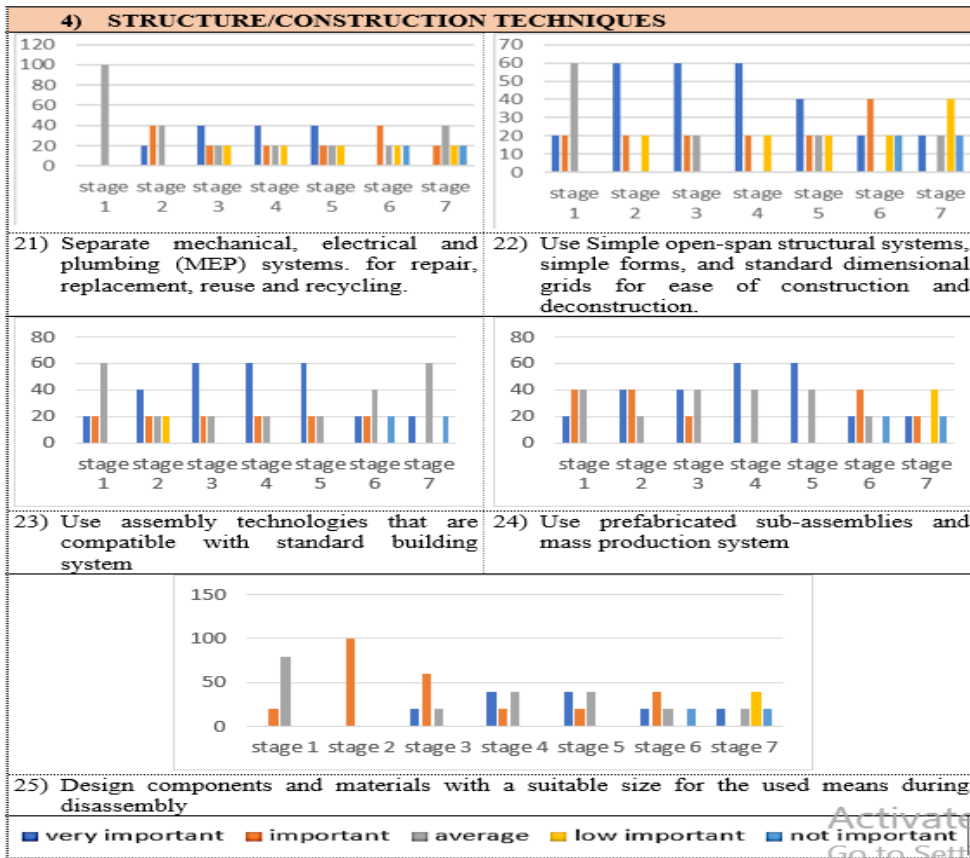 4) STRUCTURE/CONSTRUCTION TECHNIQUES
120
100
80
60
40
20
0
stage 1 stage 2 stage 3 stage 4 stage 5 stage 6 stage 7
70
60
50
40
30
20
10
0
stage 1 stage 2 stage 3 stage 4 stage 5 stage 6 stage 7
21) Separate mechanical, electrical and
plumbing (MEP) systems. for repair,
replacement, reuse and recycling.
22) Use Simple open-span structural systems,
simple forms, and standard dimensional
grids for ease of construction and
deconstruction.
80
60
40
20
0
stage 1 stage 2 stage 3 stage 4 stage 5 stage 6 stage 7
80
60
40
20
0
stage 1 stage 2 stage 3 stage 4 stage 5 stage 6 stage 7
23) Use assembly technologies that are
compatible with standard building
system
24) Use prefabricated sub-assemblies and
mass production system
150
100
50
0
stage 1 stage 2 stage 3 stage 4 stage 5 stage 6 stage 7
25) Design components and materials with a suitable size for the used means during
disassembly
very important important average low important not important
Activate
Go to Sett